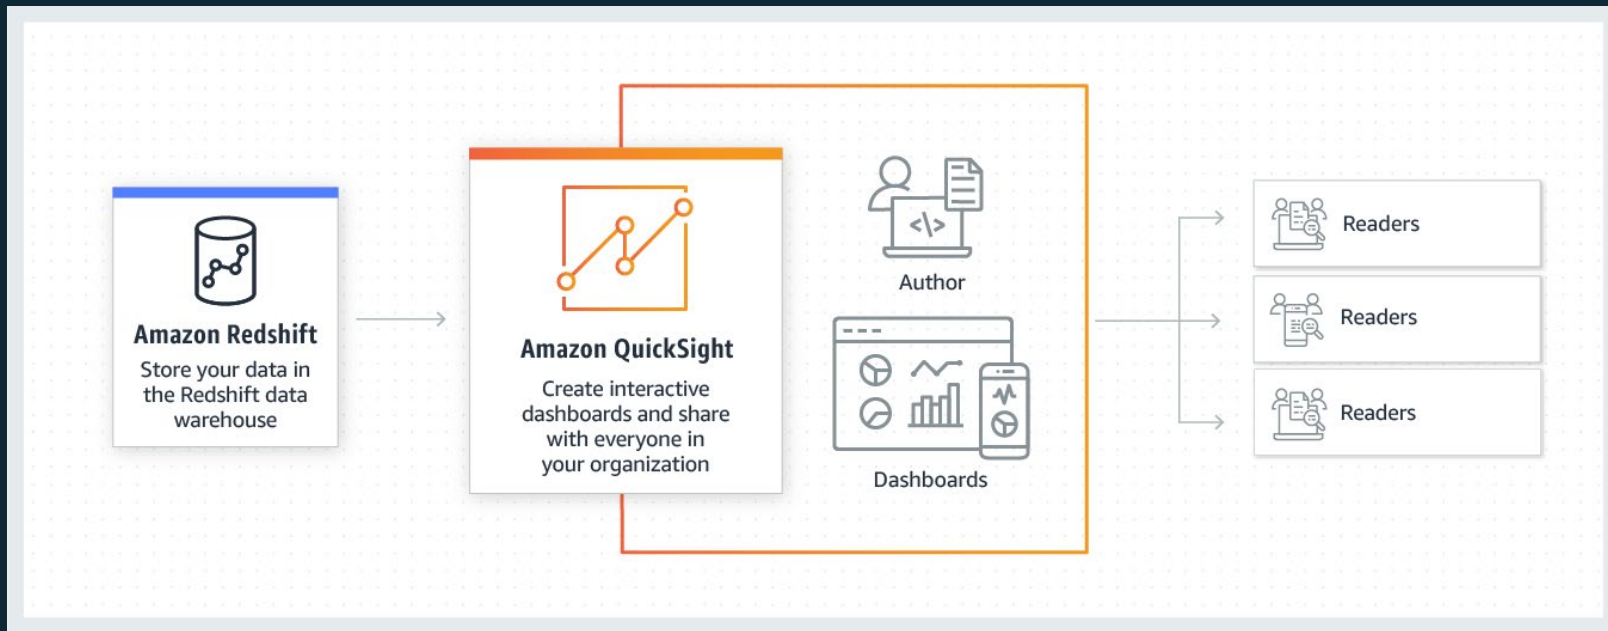 Amazon Redshift
Store your data in
the Redshift data
warehouse
Amazon QuickSight
Create interactive
dashboards and share
with everyone in
your organization
</>
Author
Dashboards
Readers
Readers
Readers